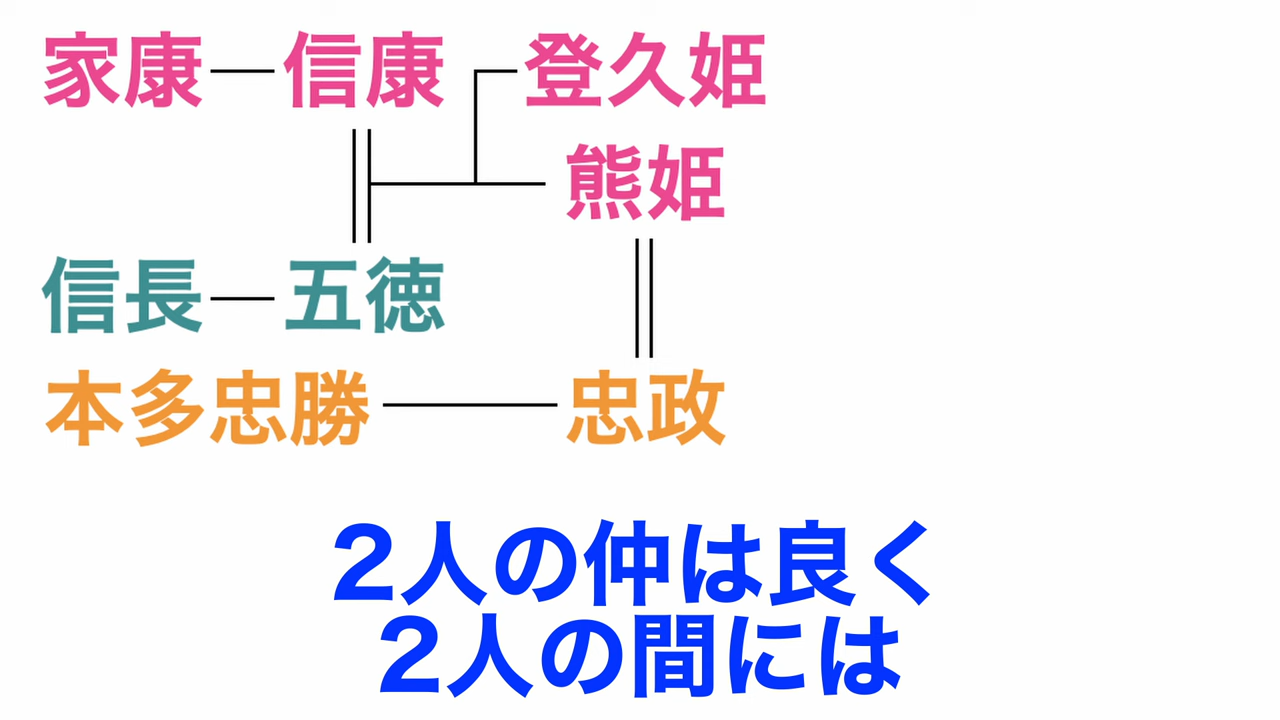 家康 信康 登久姫
熊姫
信長 五徳
本多忠勝 忠政
2人の仲は良く
2人の間には